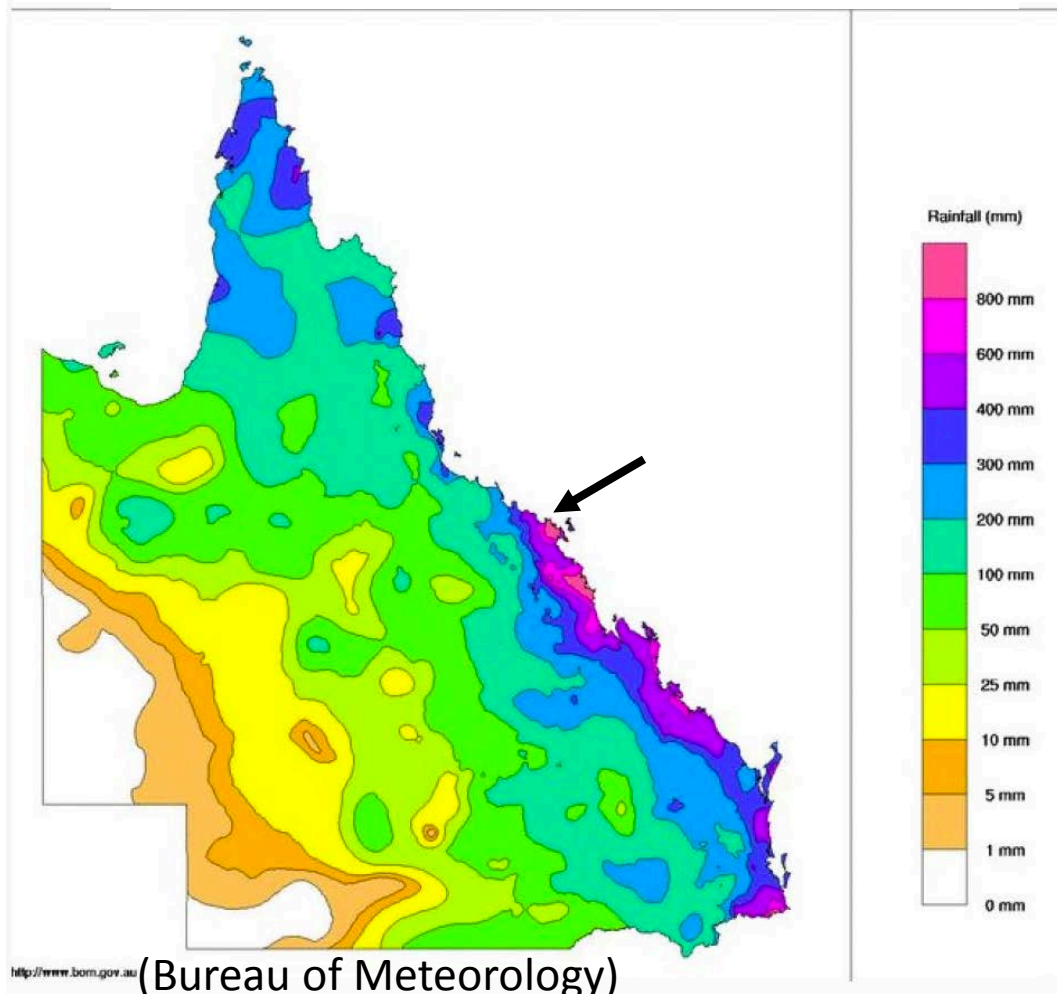 Rainfall (mm)
800 mm
600 mm
400 mm
300 mm
200 mm
100 mm
50 mm
25 mm
10 mm
5 mm
1 mm
0 mm
http://www.bom.gov.au (Bureau of Meteorology)